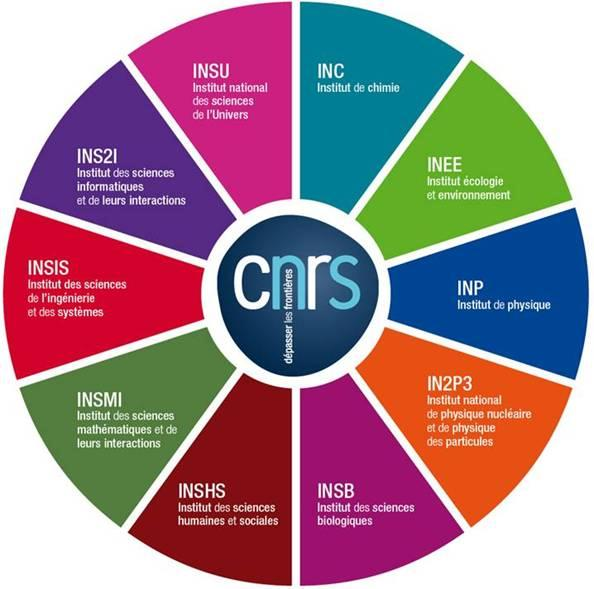 INSU
Institut national
des sciences
de l'Univers
INC
Institut de chimie
INEE
Institut écologie
et environnement
INP
Institut de physique
IN2P3
Institut national
de physique nucléaire
et de physique
des particules
INSB
Institut des sciences
biologiques
INSHS
Institut des sciences
humaines et sociales
INSMI
Institut des sciences
mathématiques et de
leurs interactions
INSIS
Institut des sciences
de l'ingénierie
et des systèmes
INS2I
Institut des sciences
informatiques
et de leurs interactions
cnrs
dépasser les frontières